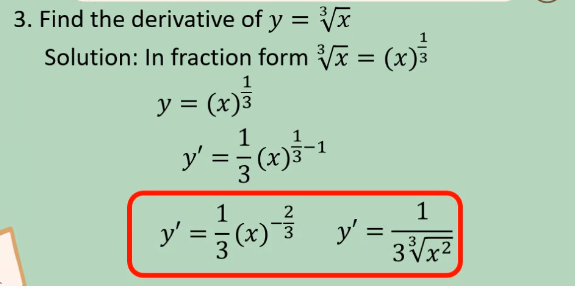 3. Find the derivative of y = ∛x
Solution: In fraction form ∛x = (x)^(1/3)
y = (x)^(1/3)
y′ = 1/3 (x)^(1/3 − 1)
y′ = 1/3 (x)^(−2/3)    y′ = 1/(3∛x²)